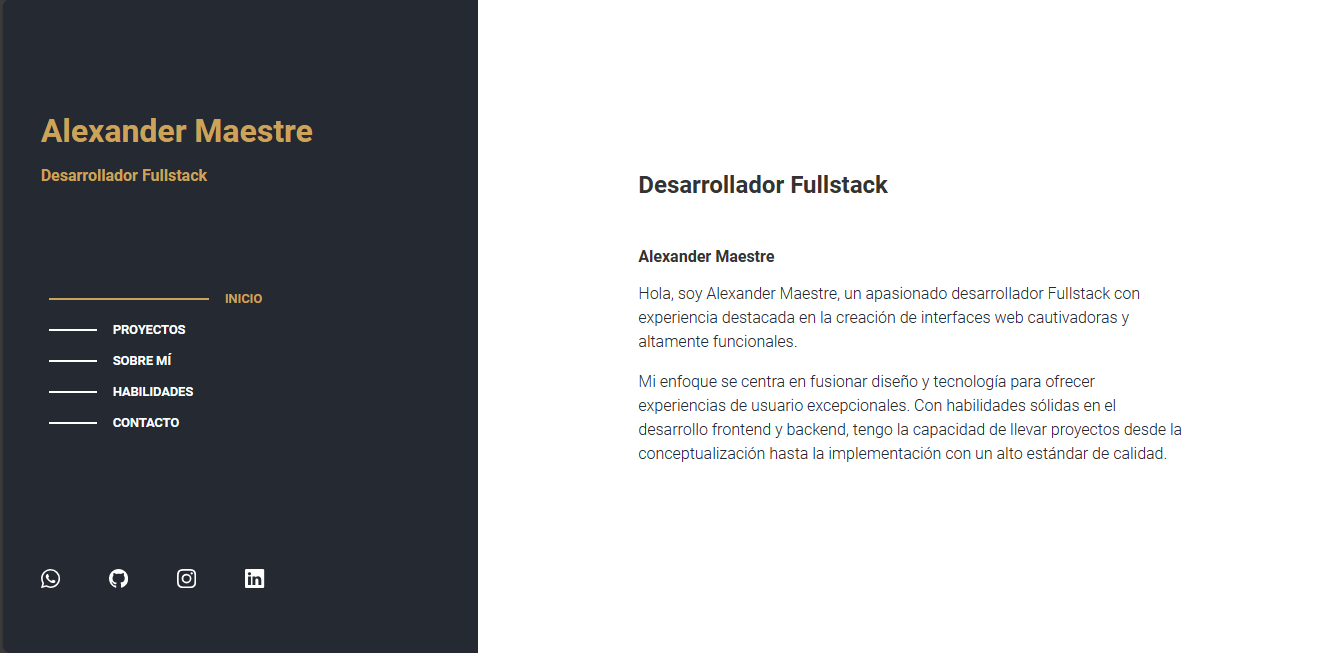 Alexander Maestre
Desarrollador Fullstack
INICIO
PROYECTOS
SOBRE MÍ
HABILIDADES
CONTACTO
in
Desarrollador Fullstack
Alexander Maestre
Hola, soy Alexander Maestre, un apasionado desarrollador Fullstack con
experiencia destacada en la creación de interfaces web cautivadoras y
altamente funcionales.
Mi enfoque se centra en fusionar diseño y tecnología para ofrecer
experiencias de usuario excepcionales. Con habilidades sólidas en el
desarrollo frontend y backend, tengo la capacidad de llevar proyectos desde la
conceptualización hasta la implementación con un alto estándar de calidad.